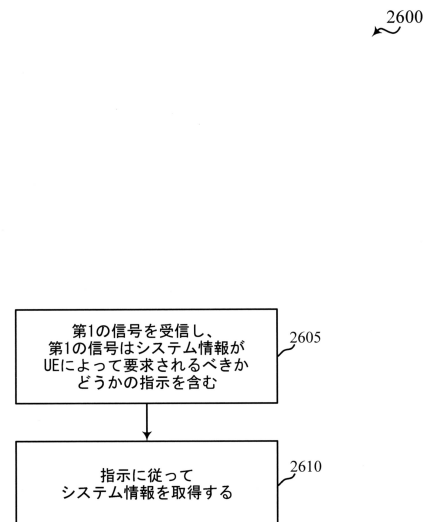 2600
第1の信号を受信し、
第1の信号はシステム情報が
UEによって要求されるべきか
どうかの指示を含む
2605
指示に従って
システム情報を取得する
2610